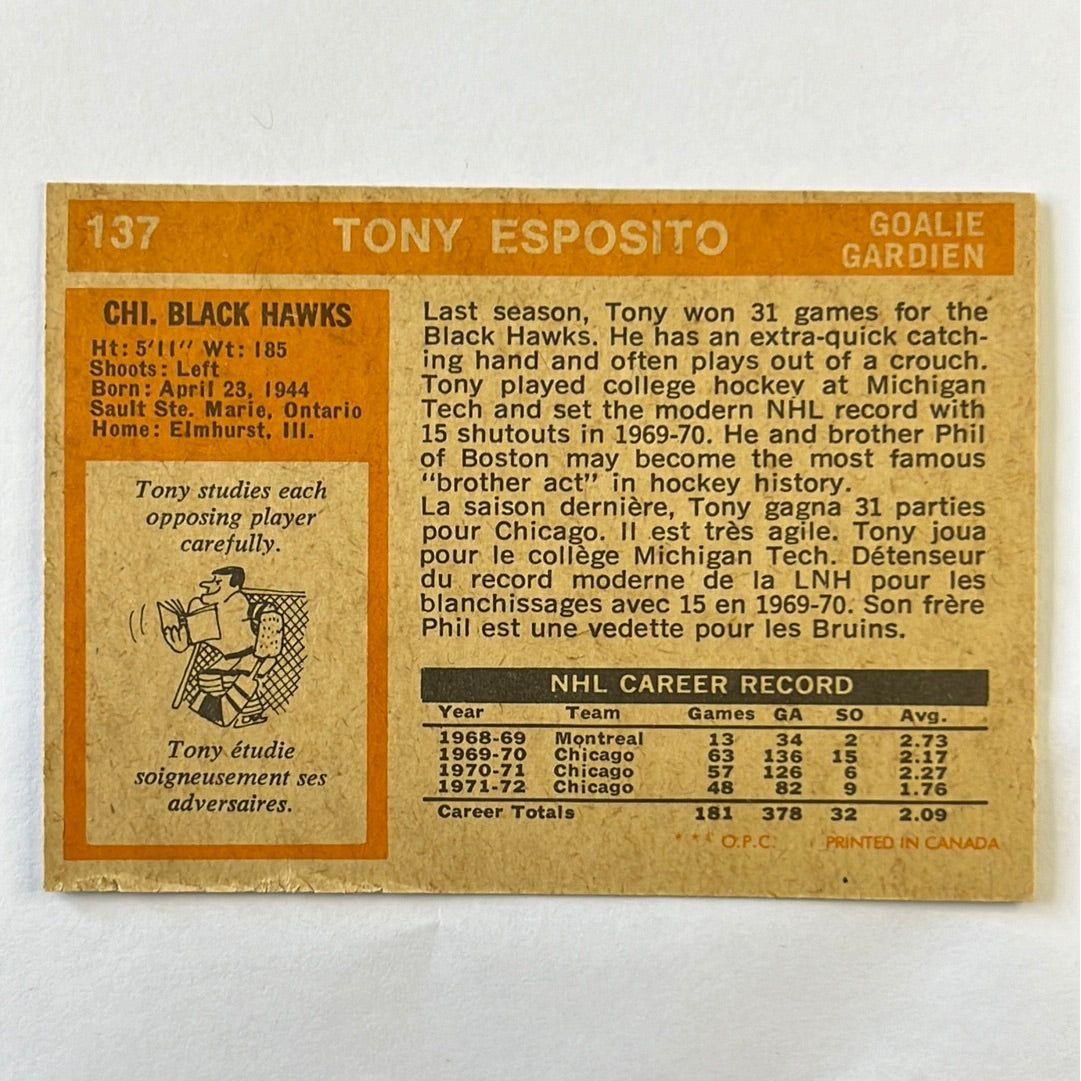 137 TONY ESPOSITO GOALIE
GARDIEN
CHI. BLACK HAWKS
Ht: 5'11" Wt: 185
Shoots: Left
Born: April 23, 1944
Sault Ste. Marie, Ontario
Home: Elmhurst, Ill.
Tony studies each
opposing player
carefully.
Tony étudie
soigneusement ses
adversaires.
Last season, Tony won 31 games for the
Black Hawks. He has an extra-quick catch-
ing hand and often plays out of a crouch.
Tony played college hockey at Michigan
Tech and set the modern NHL record with
15 shutouts in 1969-70. He and brother Phil
of Boston may become the most famous
"brother act" in hockey history.
La saison dernière, Tony gagna 31 parties
pour Chicago. Il est très agile. Tony joua
pour le collège Michigan Tech. Détenseur
du record moderne de la LNH pour les
blanchissages avec 15 en 1969-70. Son frère
Phil est une vedette pour les Bruins.
NHL CAREER RECORD
Year Team Games GA SO Avg.
1968-69 Montreal 13 34 2 2.73
1969-70 Chicago 63 136 15 2.17
1970-71 Chicago 57 126 6 2.27
1971-72 Chicago 48 82 9 1.76
Career Totals 181 378 32 2.09
* * * O.P.C. PRINTED IN CANADA